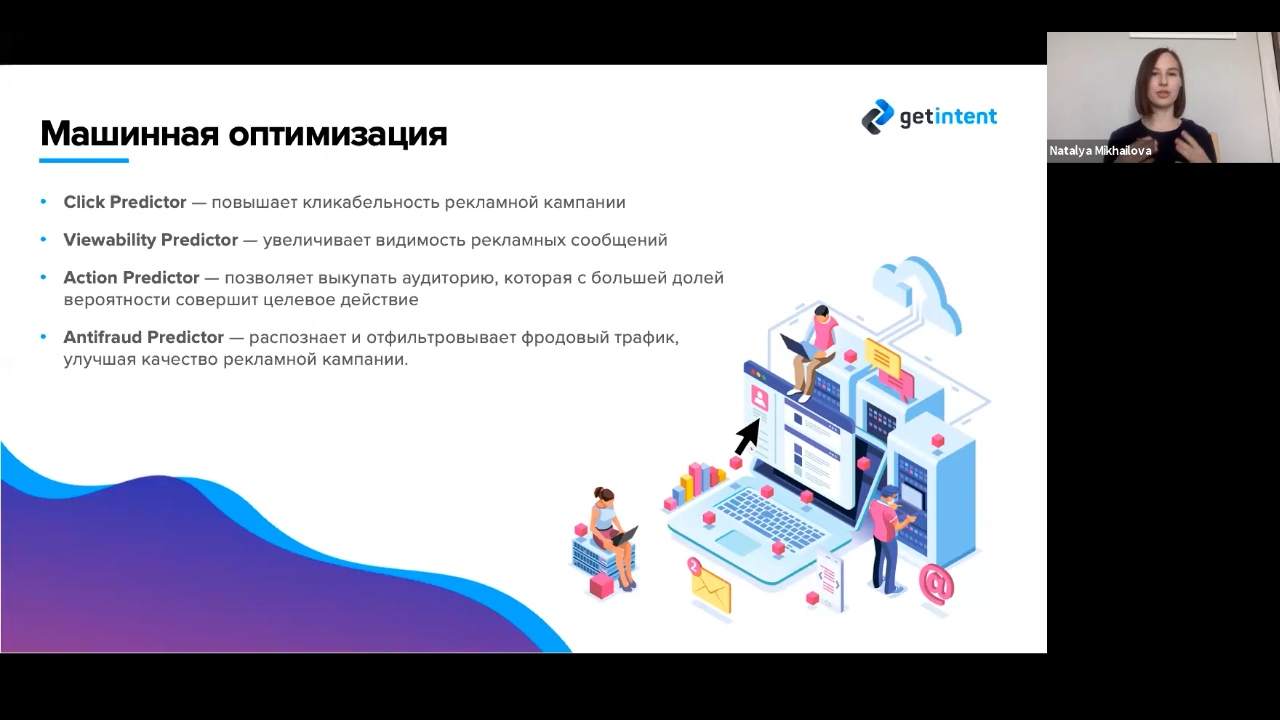 Машинная оптимизация
getintent
• Click Predictor — повышает кликабельность рекламной кампании
• Viewability Predictor — увеличивает видимость рекламных сообщений
• Action Predictor — позволяет выкупать аудиторию, которая с большей долей
вероятности совершит целевое действие
• Antifraud Predictor — распознает и отфильтровывает фродовый трафик,
улучшая качество рекламной кампании.
2
@
Natalya Mikhailova